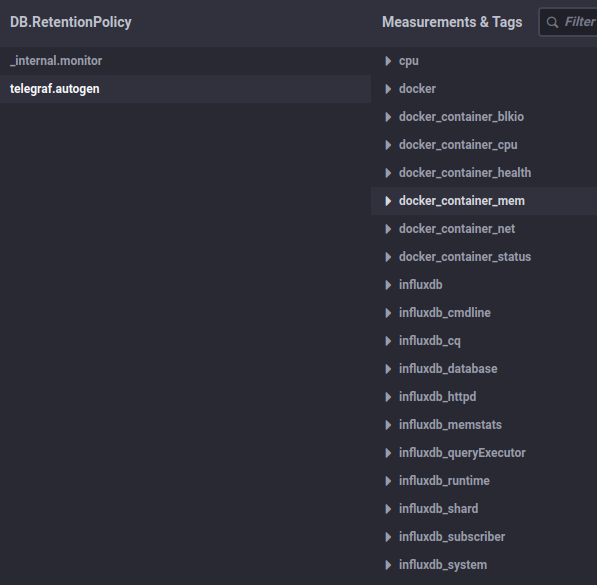 DB.RetentionPolicy
_internal.monitor
telegraf.autogen
Measurements & Tags
Filter
cpu
docker
docker_container_blkio
docker_container_cpu
docker_container_health
docker_container_mem
docker_container_net
docker_container_status
influxdb
influxdb_cmdline
influxdb_cq
influxdb_database
influxdb_httpd
influxdb_memstats
influxdb_queryExecutor
influxdb_runtime
influxdb_shard
influxdb_subscriber
influxdb_system